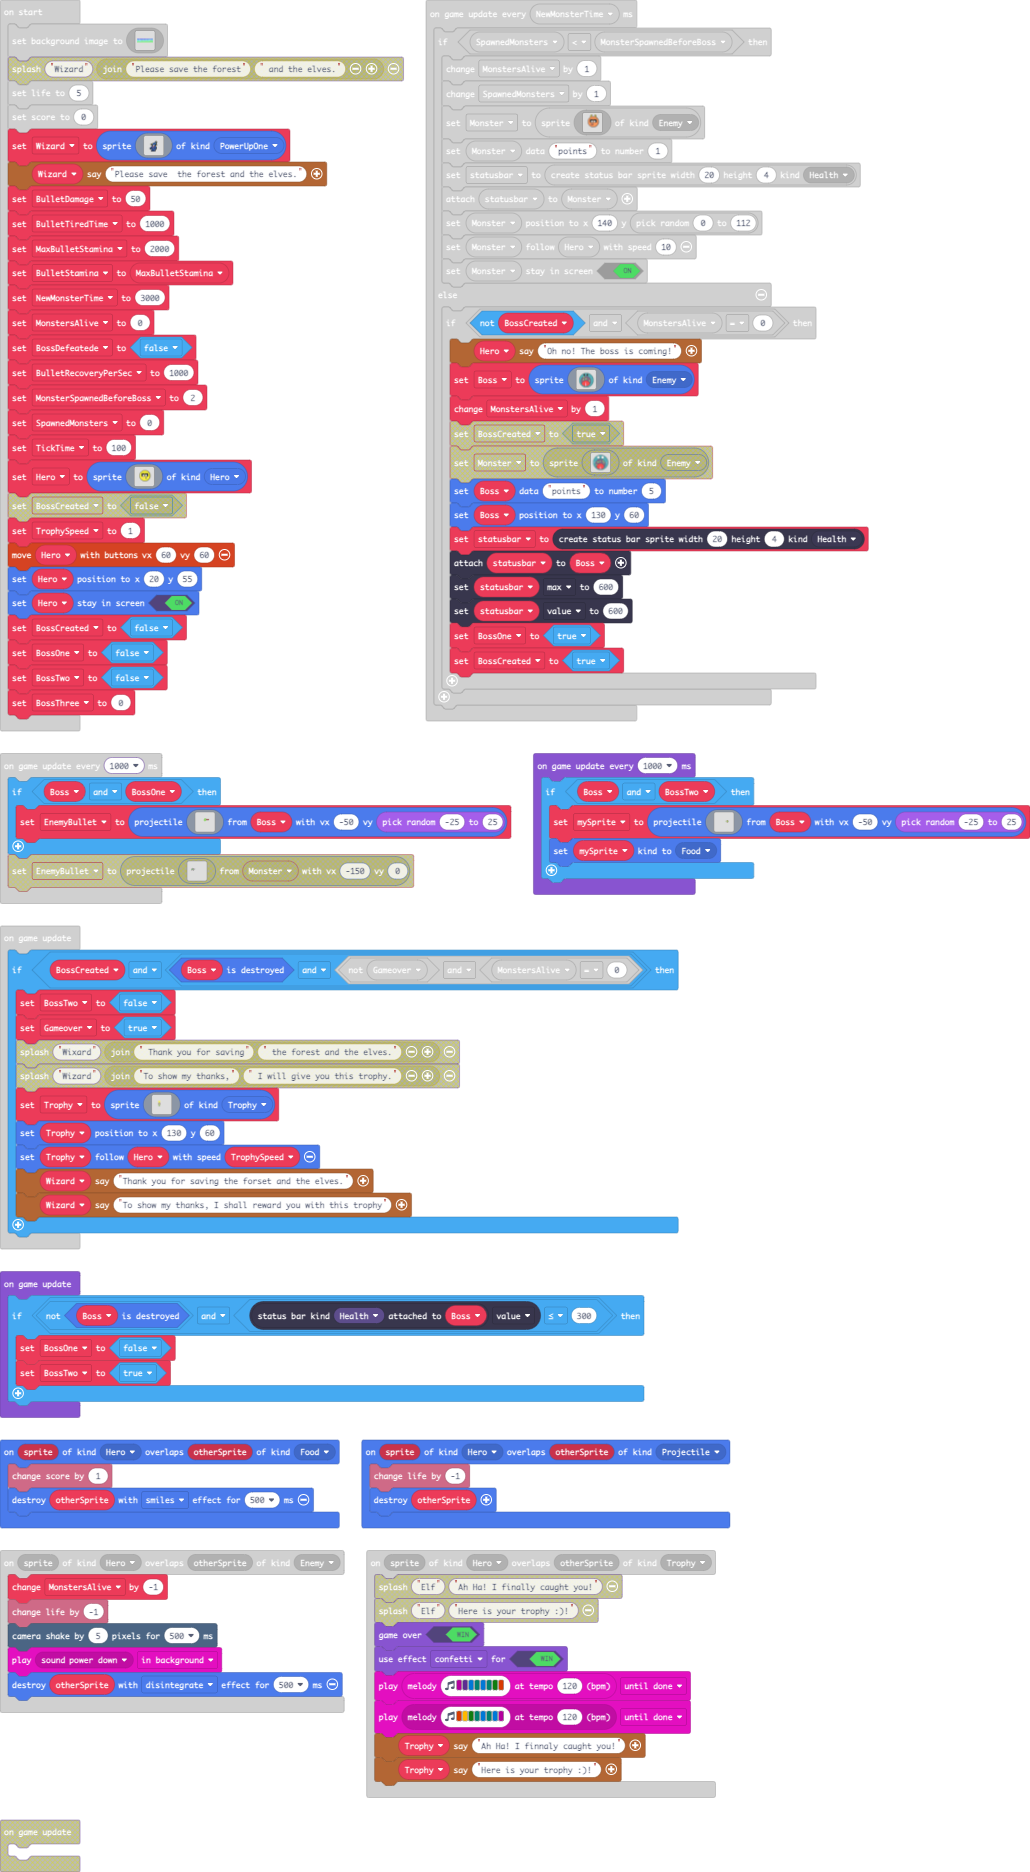 on start
set background image to
splash "Wizard" join "Please save the forest" " and the elves."
set life to 5
set score to 0
set Wizard to sprite of kind PowerUpOne
Wizard say "Please save  the forest and the elves."
set BulletDamage to 50
set BulletTiredTime to 1000
set MaxBulletStamina to 2000
set BulletStamina to MaxBulletStamina
set NewMonsterTime to 3000
set MonstersAlive to 0
set BossDefeatede to false
set BulletRecoveryPerSec to 1000
set MonsterSpawnedBeforeBoss to 2
set SpawnedMonsters to 0
set TickTime to 100
set Hero to sprite of kind Hero
set BossCreated to false
set TrophySpeed to 1
move Hero with buttons vx 60 vy 60
set Hero position to x 20 y 55
set Hero stay in screen ON
set BossCreated to false
set BossOne to false
set BossTwo to false
set BossThree to 0
on game update every NewMonsterTime ms
if SpawnedMonsters < MonsterSpawnedBeforeBoss then
change MonstersAlive by 1
change SpawnedMonsters by 1
set Monster to sprite of kind Enemy
set Monster data "points" to number 1
set statusbar to create status bar sprite width 20 height 4 kind Health
attach statusbar to Monster
set Monster position to x 140 y pick random 0 to 112
set Monster follow Hero with speed 10
set Monster stay in screen ON
else
if not BossCreated and MonstersAlive = 0 then
Hero say "Oh no! The boss is coming!"
set Boss to sprite of kind Enemy
change MonstersAlive by 1
set BossCreated to true
set Monster to sprite of kind Enemy
set Boss data "points" to number 5
set Boss position to x 130 y 60
set statusbar to create status bar sprite width 20 height 4 kind Health
attach statusbar to Boss
set statusbar max to 600
set statusbar value to 600
set BossOne to true
set BossCreated to true
on game update every 1000 ms
if Boss and BossOne then
set EnemyBullet to projectile from Boss with vx -50 vy pick random -25 to 25
set EnemyBullet to projectile from Monster with vx -150 vy 0
on game update every 1000 ms
if Boss and BossTwo then
set mySprite to projectile from Boss with vx -50 vy pick random -25 to 25
set mySprite kind to Food
on game update
if BossCreated and Boss is destroyed and not Gameover and MonstersAlive = 0 then
set BossTwo to false
set Gameover to true
splash "Wixard" join " Thank you for saving" " the forest and the elves."
splash "Wizard" join "To show my thanks," " I will give you this trophy."
set Trophy to sprite of kind Trophy
set Trophy position to x 130 y 60
set Trophy follow Hero with speed TrophySpeed
Wizard say "Thank you for saving the forset and the elves."
Wizard say "To show my thanks, I shall reward you with this trophy"
on game update
if not Boss is destroyed and status bar kind Health attached to Boss value ≤ 300 then
set BossOne to false
set BossTwo to true
on sprite of kind Hero overlaps otherSprite of kind Food
change score by 1
destroy otherSprite with smiles effect for 500 ms
on sprite of kind Hero overlaps otherSprite of kind Projectile
change life by -1
destroy otherSprite
on sprite of kind Hero overlaps otherSprite of kind Enemy
change MonstersAlive by -1
change life by -1
camera shake by 5 pixels for 500 ms
play sound power down in background
destroy otherSprite with disintegrate effect for 500 ms
on sprite of kind Hero overlaps otherSprite of kind Trophy
splash "Elf" "Ah Ha! I finally caught you!"
splash "Elf" "Here is your trophy :)!"
game over WIN
use effect confetti for WIN
play melody at tempo 120 (bpm) until done
play melody at tempo 120 (bpm) until done
Trophy say "Ah Ha! I finnaly caught you!"
Trophy say "Here is your trophy :)!"
on game update